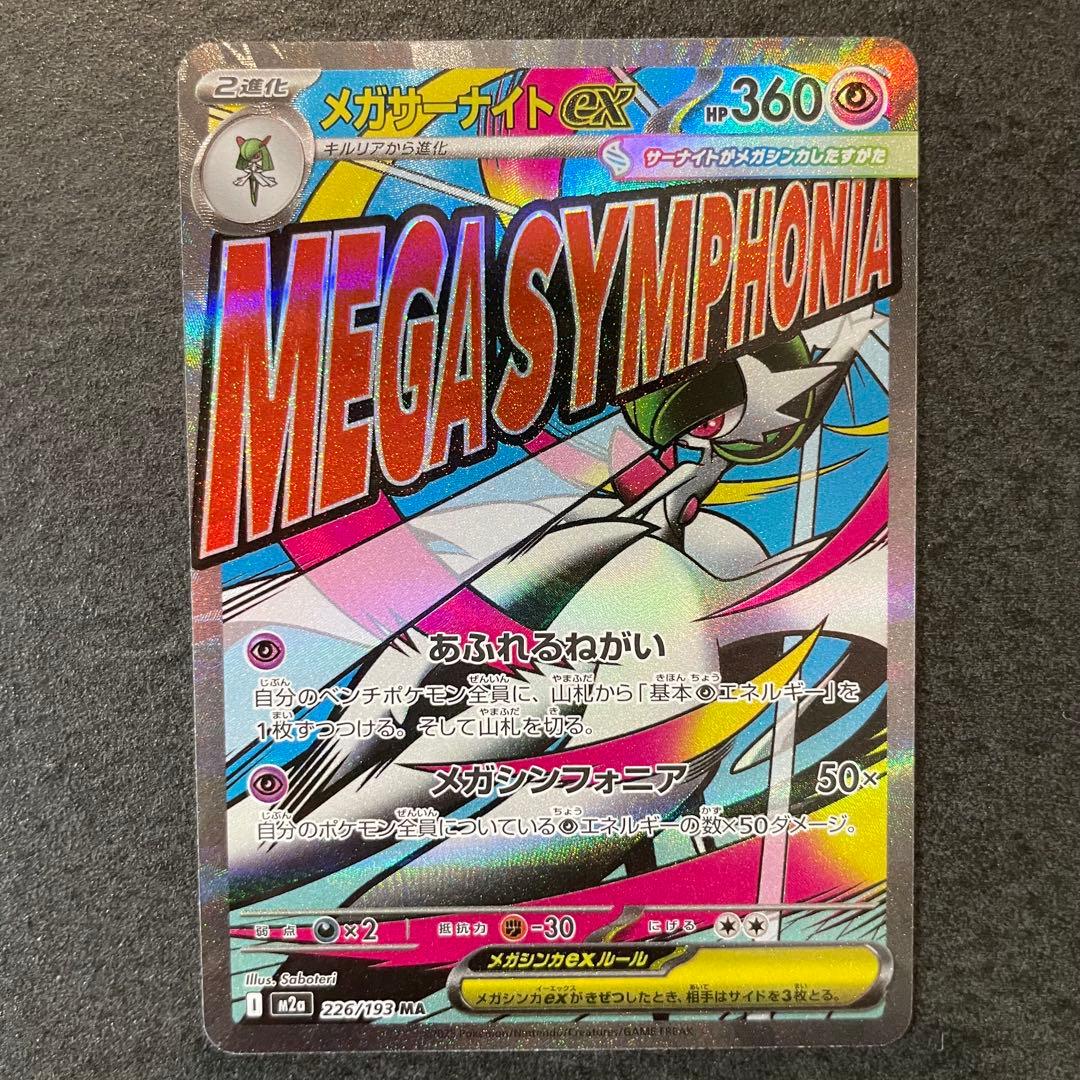 2進化
メガサーナイトex
HP360
キルリアから進化
サーナイトがメガシンカしたすがた
MEGASYMPHONIA
あふれるねがい
自分のベンチポケモン全員に、山札から「基本エネルギー」を
1枚ずつつける。そして山札を切る。
メガシンフォニア 50×
自分のポケモン全員についているエネルギーの数×50ダメージ。
弱点 ×2 抵抗力 -30 にげる
メガシンカexルール
メガシンカexがきぜつしたとき、相手はサイドを3枚とる。
Illus. Saboteri
I m2a 226/193 MA
©2025 Pokémon/Nintendo/Creatures/GAME FREAK